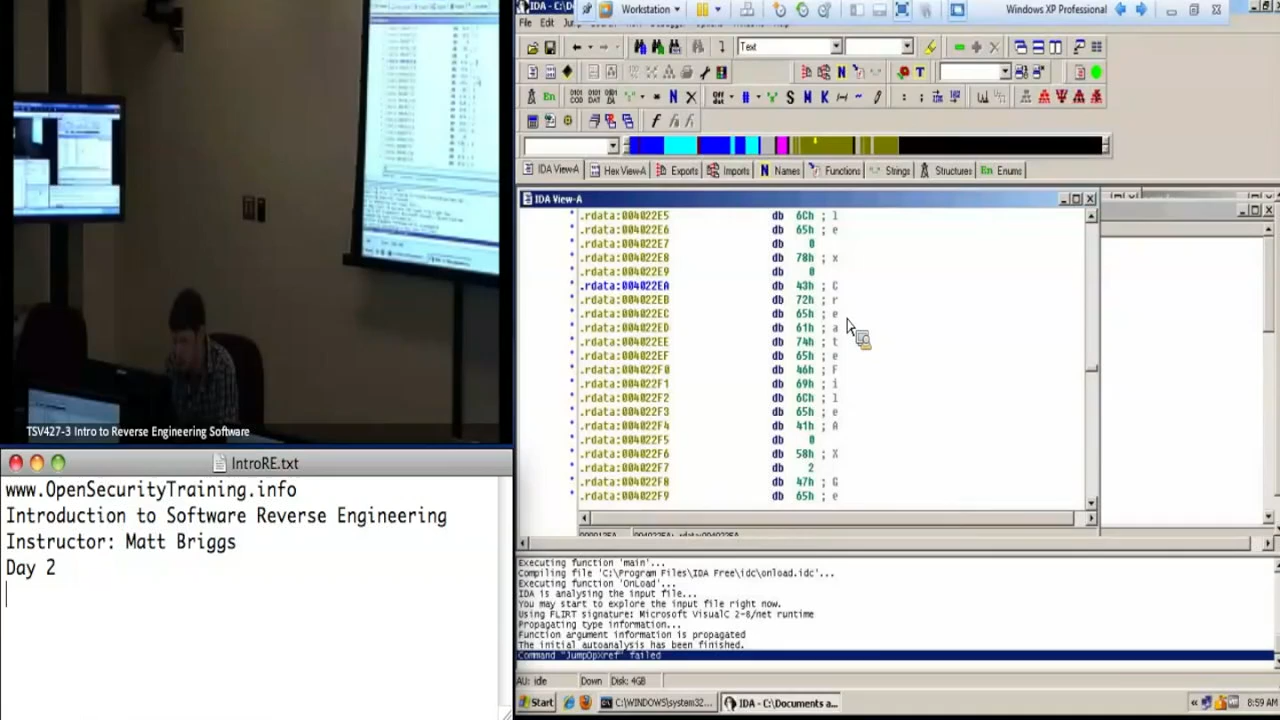 TSV427-3 Intro to Reverse Engineering Software
IntroRE.txt
www.OpenSecurityTraining.info
Introduction to Software Reverse Engineering
Instructor: Matt Briggs
Day 2
IDA - C:\D
Workstation
Windows XP Professional
File Edit
Text
En
IDA View-A Hex View-A Exports Imports N Names Functions Strings Structures En Enums
IDA View-A
.rdata:004022E5 db 6Ch ; l
.rdata:004022E6 db 65h ; e
.rdata:004022E7 db 0
.rdata:004022E8 db 78h ; x
.rdata:004022E9 db 0
.rdata:004022EA db 43h ; C
.rdata:004022EB db 72h ; r
.rdata:004022EC db 65h ; e
.rdata:004022ED db 61h ; a
.rdata:004022EE db 74h ; t
.rdata:004022EF db 65h ; e
.rdata:004022F0 db 46h ; F
.rdata:004022F1 db 69h ; i
.rdata:004022F2 db 6Ch ; l
.rdata:004022F3 db 65h ; e
.rdata:004022F4 db 41h ; A
.rdata:004022F5 db 0
.rdata:004022F6 db 58h ; X
.rdata:004022F7 db 2
.rdata:004022F8 db 47h ; G
.rdata:004022F9 db 65h ; e
Executing function 'main'...
Compiling file 'C:\Program Files\IDA Free\idc\onload.idc'...
Executing function 'OnLoad'...
IDA is analysing the input file...
You may start to explore the input file right now.
Using FLIRT signature: Microsoft VisualC 2-8/net runtime
Propagating type information...
Function argument information is propagated
The initial autoanalysis has been finished.
Command "JumpOpXref" failed
AU: idle Down Disk: 4GB
Start C:\WINDOWS\system32... IDA - C:\Documents a... 8:59 AM